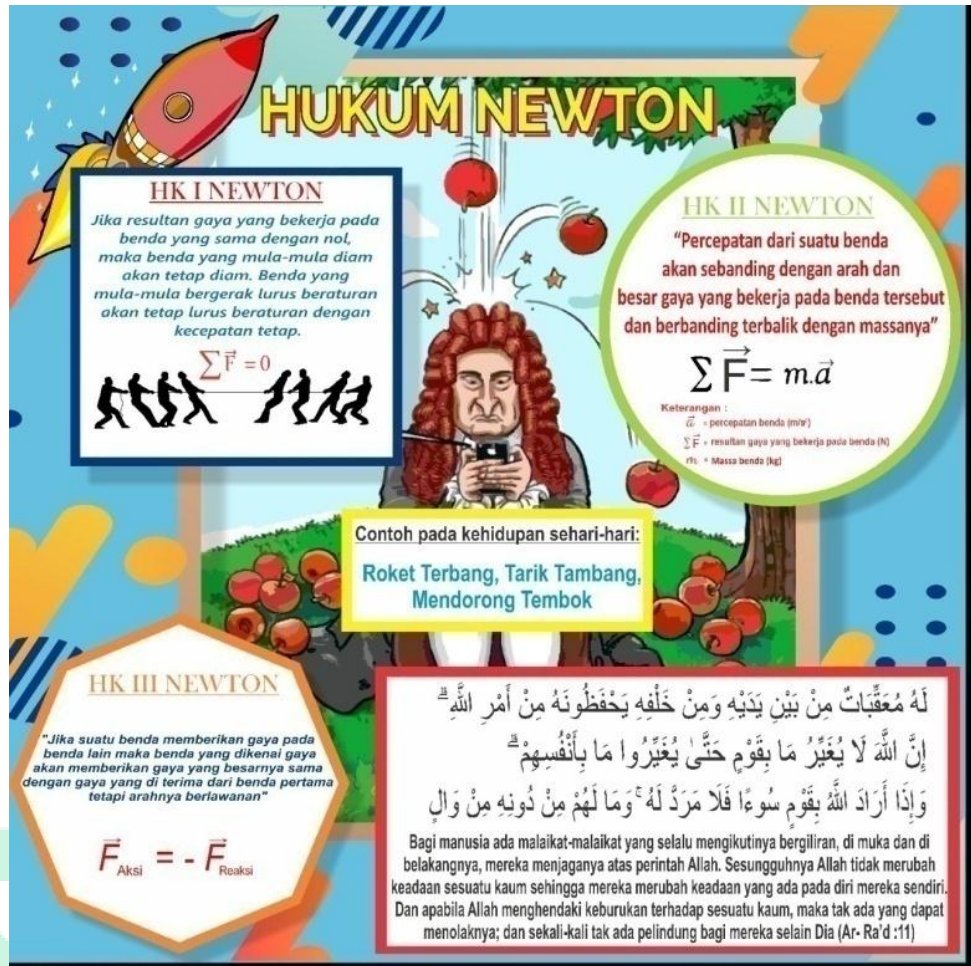 HUKUM NEWTON
HK I NEWTON
Jika resultan gaya yang bekerja pada
benda yang sama dengan nol,
maka benda yang mula-mula diam
akan tetap diam. Benda yang
mula-mula bergerak lurus beraturan
akan tetap lurus beraturan dengan
kecepatan tetap.
∑F⃗ = 0
HK II NEWTON
“Percepatan dari suatu benda
akan sebanding dengan arah dan
besar gaya yang bekerja pada benda tersebut
dan berbanding terbalik dengan massanya”
∑F⃗ = m.a⃗
Keterangan :
a⃗ = percepatan benda (m/s²)
∑F⃗ = resultan gaya yang bekerja pada benda (N)
m = Massa benda (kg)
Contoh pada kehidupan sehari-hari:
Roket Terbang, Tarik Tambang,
Mendorong Tembok
HK III NEWTON
"Jika suatu benda memberikan gaya pada
benda lain maka benda yang dikenai gaya
akan memberikan gaya yang besarnya sama
dengan gaya yang di terima dari benda pertama
tetapi arahnya berlawanan"
F⃗ Aksi = - F⃗ Reaksi
لَهُ مُعَقِّبَاتٌ مِنْ بَيْنِ يَدَيْهِ وَمِنْ خَلْفِهِ يَحْفَظُونَهُ مِنْ أَمْرِ اللَّهِ ۗ
إِنَّ اللَّهَ لَا يُغَيِّرُ مَا بِقَوْمٍ حَتَّىٰ يُغَيِّرُوا مَا بِأَنْفُسِهِمْ ۗ
وَإِذَا أَرَادَ اللَّهُ بِقَوْمٍ سُوءًا فَلَا مَرَدَّ لَهُ ۚ وَمَا لَهُمْ مِنْ دُونِهِ مِنْ وَالٍ
Bagi manusia ada malaikat-malaikat yang selalu mengikutinya bergiliran, di muka dan di
belakangnya, mereka menjaganya atas perintah Allah. Sesungguhnya Allah tidak merubah
keadaan sesuatu kaum sehingga mereka merubah keadaan yang ada pada diri mereka sendiri.
Dan apabila Allah menghendaki keburukan terhadap sesuatu kaum, maka tak ada yang dapat
menolaknya; dan sekali-kali tak ada pelindung bagi mereka selain Dia (Ar- Ra’d :11)